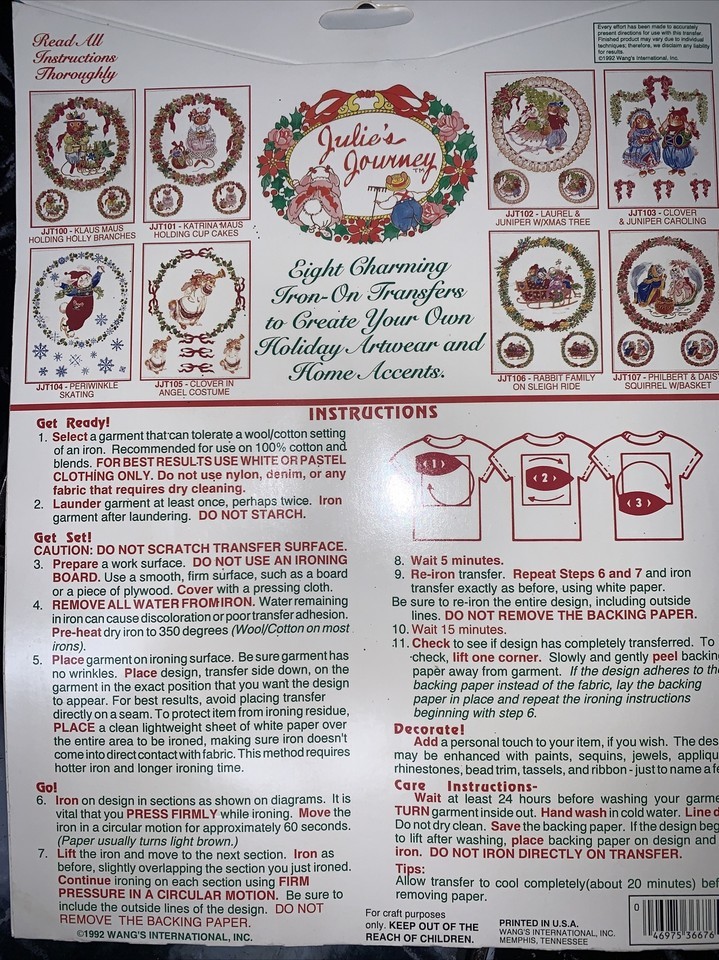 Read All
Instructions
Thoroughly
Every effort has been made to accurately
present directions for use with this transfer.
Finished product may vary due to individual
techniques; therefore, we disclaim any liability
for results.
©1992 Wang's International, Inc.
Julie's
Journey™
JJT100 - KLAUS MAUS
HOLDING HOLLY BRANCHES
JJT101 - KATRINA MAUS
HOLDING CUP CAKES
JJT102 - LAUREL &
JUNIPER W/XMAS TREE
JJT103 - CLOVER
& JUNIPER CAROLING
Eight Charming
Iron-On Transfers
to Create Your Own
Holiday Artwear and
Home Accents.
JJT104 - PERIWINKLE
SKATING
JJT105 - CLOVER IN
ANGEL COSTUME
JJT106 - RABBIT FAMILY
ON SLEIGH RIDE
JJT107 - PHILBERT & DAIS
SQUIRREL W/BASKET
INSTRUCTIONS
Get Ready!
1. Select a garment that can tolerate a wool/cotton setting
of an iron. Recommended for use on 100% cotton and
blends. FOR BEST RESULTS USE WHITE OR PASTEL
CLOTHING ONLY. Do not use nylon, denim, or any
fabric that requires dry cleaning.
2. Launder garment at least once, perhaps twice. Iron
garment after laundering. DO NOT STARCH.
Get Set!
CAUTION: DO NOT SCRATCH TRANSFER SURFACE.
3. Prepare a work surface. DO NOT USE AN IRONING
BOARD. Use a smooth, firm surface, such as a board
or a piece of plywood. Cover with a pressing cloth.
4. REMOVE ALL WATER FROM IRON. Water remaining
in iron can cause discoloration or poor transfer adhesion.
Pre-heat dry iron to 350 degrees (Wool/Cotton on most
irons).
5. Place garment on ironing surface. Be sure garment has
no wrinkles. Place design, transfer side down, on the
garment in the exact position that you want the design
to appear. For best results, avoid placing transfer
directly on a seam. To protect item from ironing residue,
PLACE a clean lightweight sheet of white paper over
the entire area to be ironed, making sure iron doesn't
come into direct contact with fabric. This method requires
hotter iron and longer ironing time.
Go!
6. Iron on design in sections as shown on diagrams. It is
vital that you PRESS FIRMLY while ironing. Move the
iron in a circular motion for approximately 60 seconds.
(Paper usually turns light brown.)
7. Lift the iron and move to the next section. Iron as
before, slightly overlapping the section you just ironed.
Continue ironing on each section using FIRM
PRESSURE IN A CIRCULAR MOTION. Be sure to
include the outside lines of the design. DO NOT
REMOVE THE BACKING PAPER.
©1992 WANG'S INTERNATIONAL, INC.
1
2
3
8. Wait 5 minutes.
9. Re-iron transfer. Repeat Steps 6 and 7 and iron
transfer exactly as before, using white paper.
Be sure to re-iron the entire design, including outside
lines. DO NOT REMOVE THE BACKING PAPER.
10. Wait 15 minutes.
11. Check to see if design has completely transferred. To
check, lift one corner. Slowly and gently peel backing
paper away from garment. If the design adheres to the
backing paper instead of the fabric, lay the backing
paper in place and repeat the ironing instructions
beginning with step 6.
Decorate!
Add a personal touch to your item, if you wish. The des
may be enhanced with paints, sequins, jewels, appliqu
rhinestones, bead trim, tassels, and ribbon - just to name a fe
Care Instructions-
Wait at least 24 hours before washing your garme
TURN garment inside out. Hand wash in cold water. Line d
Do not dry clean. Save the backing paper. If the design beg
to lift after washing, place backing paper on design and
iron. DO NOT IRON DIRECTLY ON TRANSFER.
Tips:
Allow transfer to cool completely(about 20 minutes) bef
removing paper.
For craft purposes
only. KEEP OUT OF THE
REACH OF CHILDREN.
PRINTED IN U.S.A.
WANG'S INTERNATIONAL, INC.
MEMPHIS, TENNESSEE
0
46975 36676